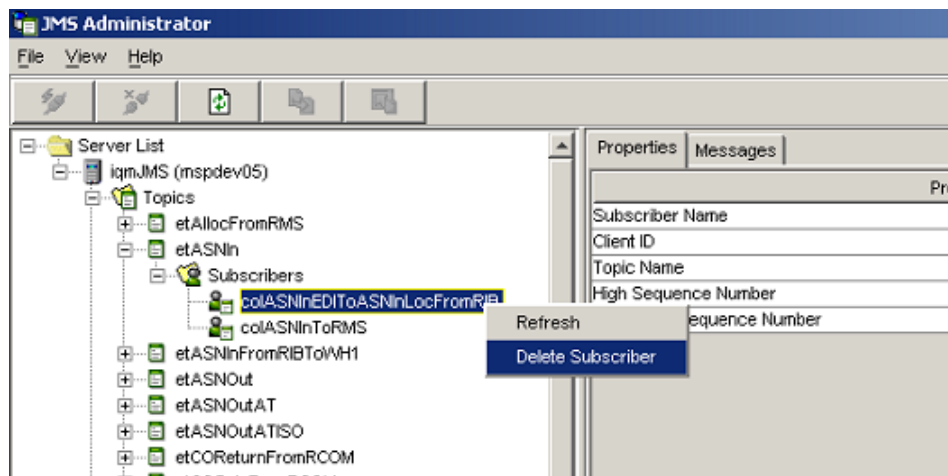 JMS Administrator
File View Help
Server List
iqmJMS (mspdev05)
Topics
etAllocFromRMS
etASNIn
Subscribers
colASNInEDIToASNInLocFromRIB
colASNInToRMS
etASNInFromRIBToWH1
etASNOut
etASNOutAT
etASNOutATISO
etCOReturnFromRCOM
Properties Messages
Subscriber Name
Client ID
Topic Name
High Sequence Number
equence Number
Refresh
Delete Subscriber